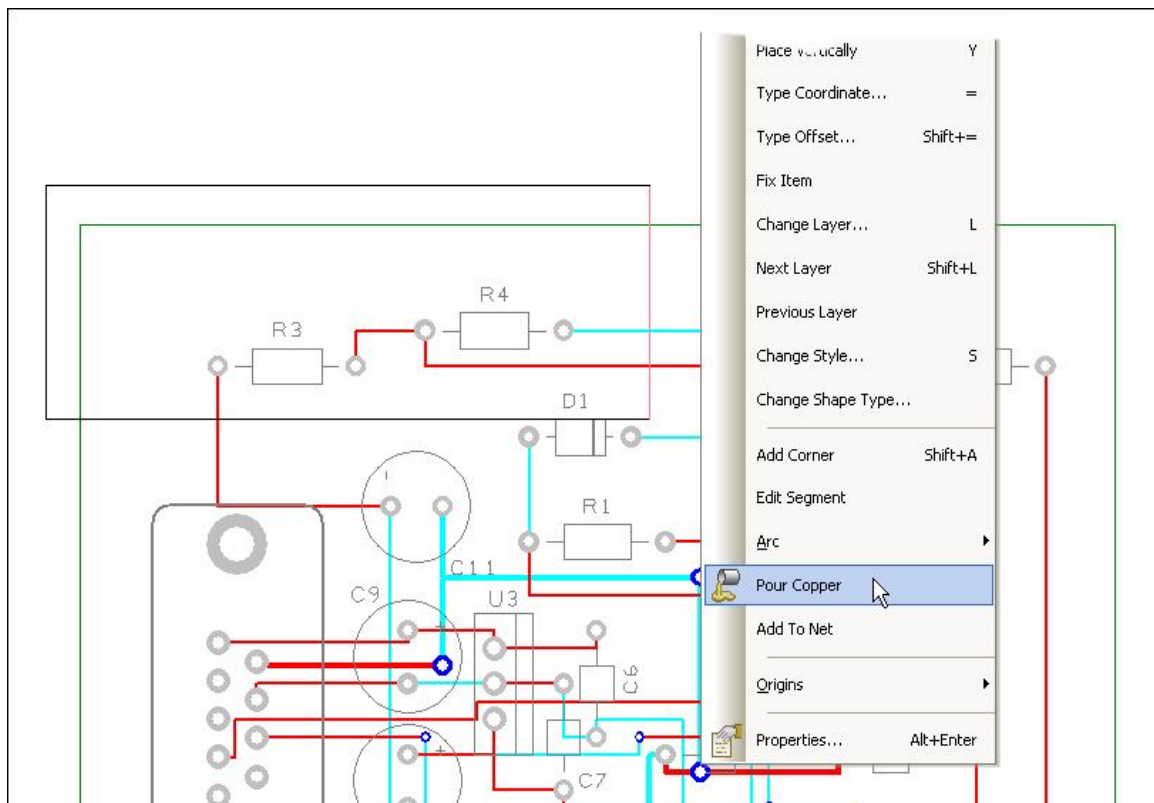 Place Vertically Y
Type Coordinate... =
Type Offset... Shift+=
Fix Item
Change Layer... L
Next Layer Shift+L
Previous Layer
Change Style... S
Change Shape Type...
Add Corner Shift+A
Edit Segment
Arc
Pour Copper
Add To Net
Origins
Properties... Alt+Enter
R4
R3
D1
R1
C11
C9
U3
C6
C7